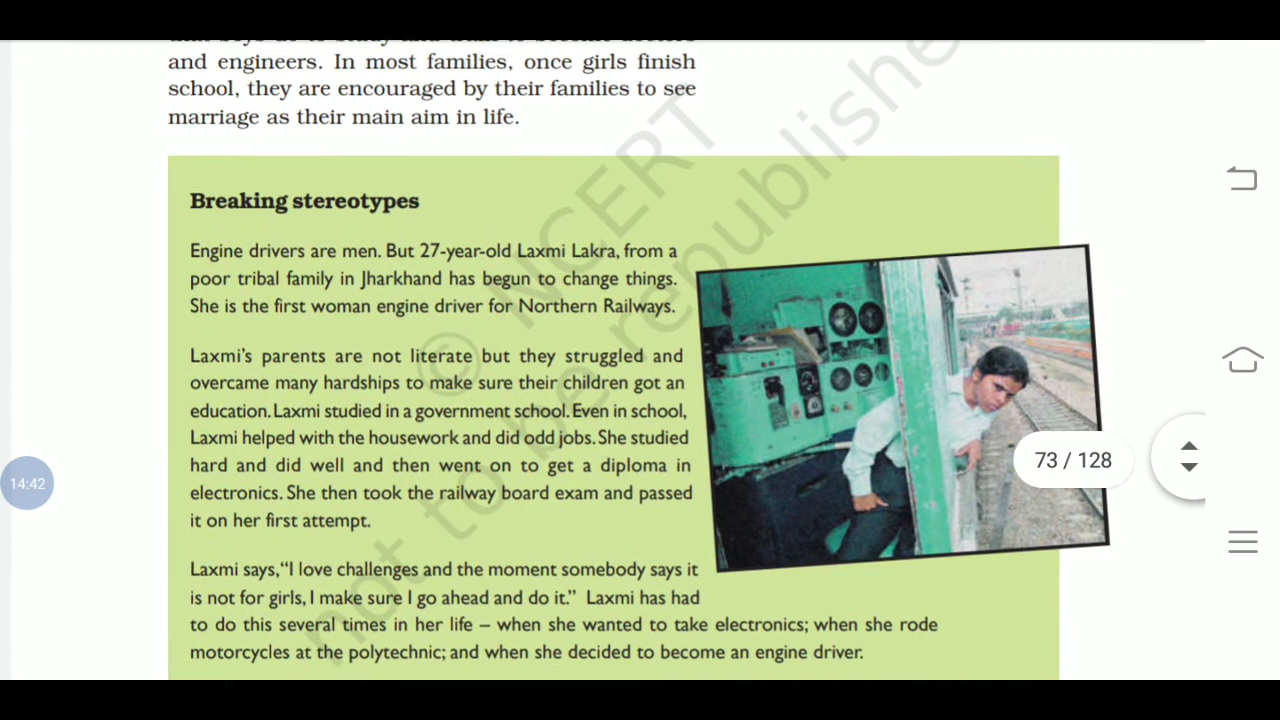 and engineers. In most families, once girls finish
school, they are encouraged by their families to see
marriage as their main aim in life.
Breaking stereotypes
Engine drivers are men. But 27-year-old Laxmi Lakra, from a
poor tribal family in Jharkhand has begun to change things.
She is the first woman engine driver for Northern Railways.
Laxmi's parents are not literate but they struggled and
overcame many hardships to make sure their children got an
education. Laxmi studied in a government school. Even in school,
Laxmi helped with the housework and did odd jobs. She studied
hard and did well and then went on to get a diploma in
electronics. She then took the railway board exam and passed
it on her first attempt.
Laxmi says, “I love challenges and the moment somebody says it
is not for girls, I make sure I go ahead and do it.” Laxmi has had
to do this several times in her life – when she wanted to take electronics; when she rode
motorcycles at the polytechnic; and when she decided to become an engine driver.
© NCERT
not to be republished
73 / 128
14:42